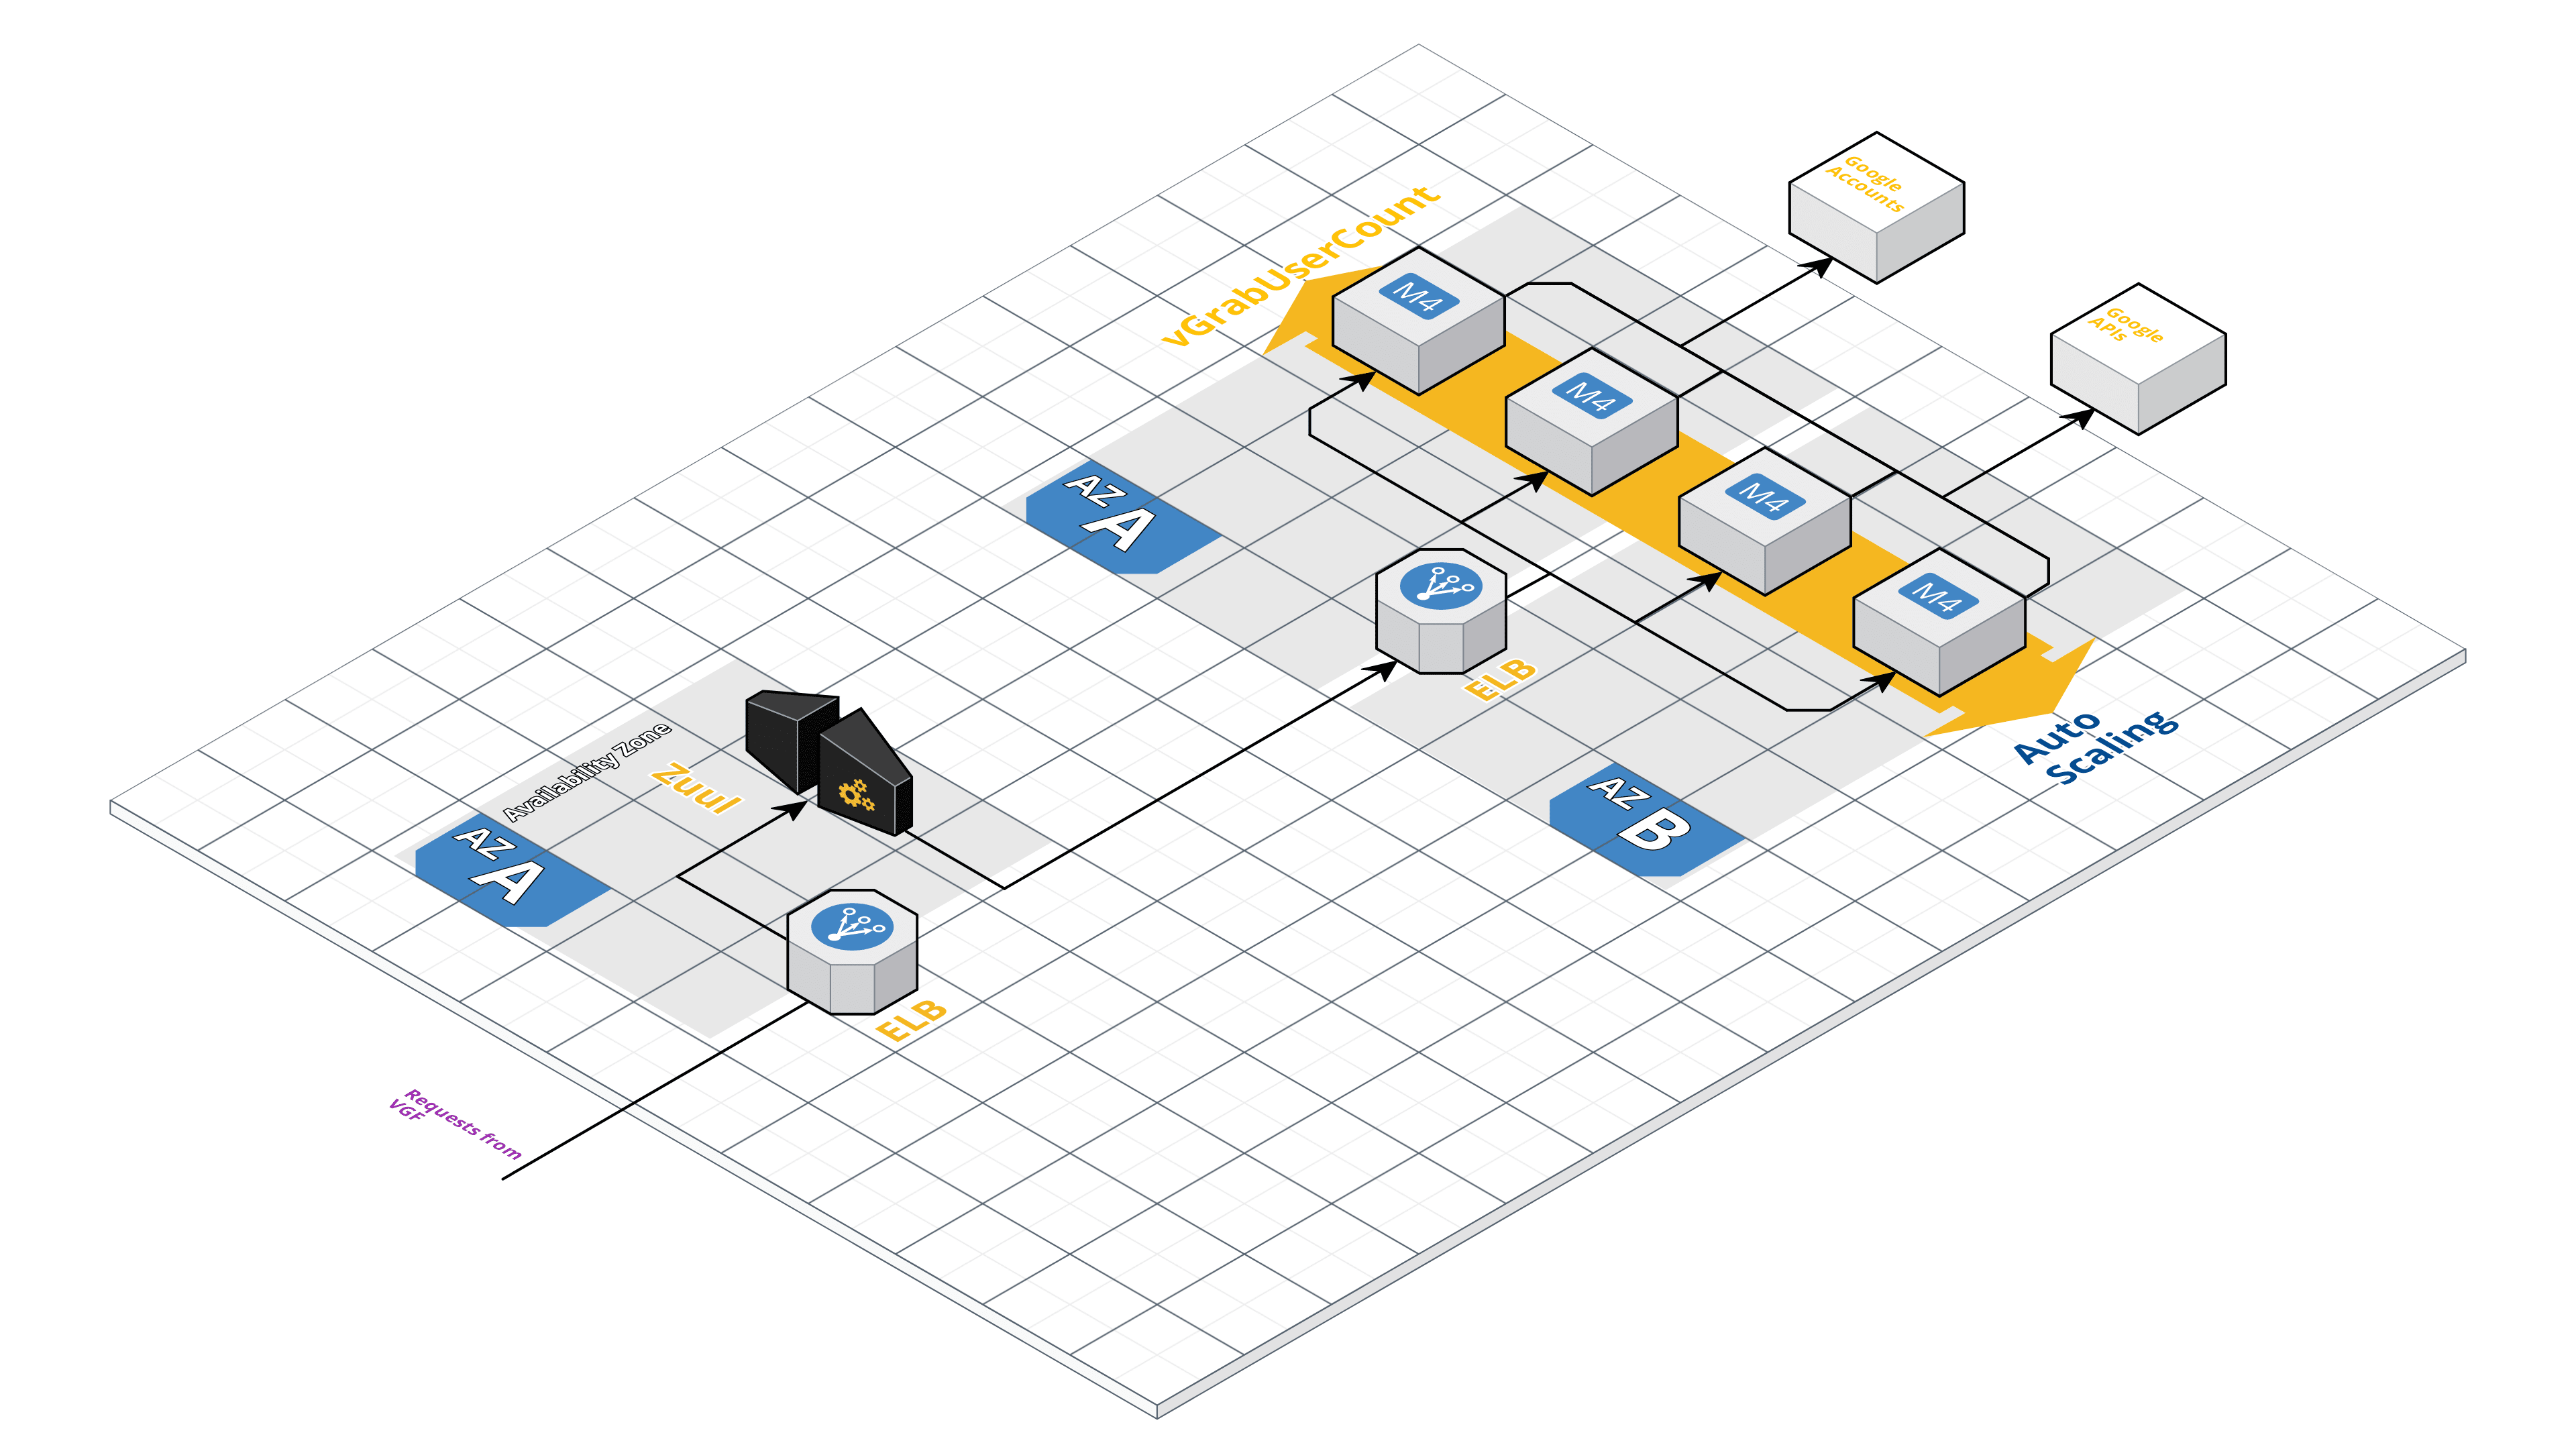 Google
Accounts
vGrabUserCount
M4
Google
APIs
M4
M4
M4
AZ
A
ELB
Auto
Scaling
AZ
B
Availability Zone
Zuul
AZ
A
ELB
Requests from
VGF